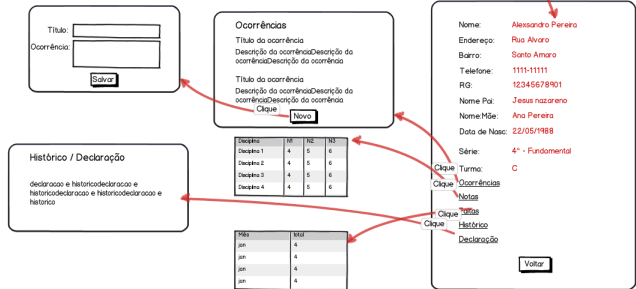 Título:
Ocorrência:
Salvar
Ocorrências
Título da ocorrência
Descrição da ocorrênciaDescrição da
ocorrênciaDescrição da ocorrência
Título da ocorrência
Descrição da ocorrênciaDescrição da
ocorrênciaDescrição da ocorrência
Clique
Novo
Histórico / Declaração
declaracao e historicodeclaracao e
historicodeclaracao e historicodeclaracao e
historico
Disciplina N1 N2 N3
Disciplina 1 4 5 6
Disciplina 2 4 5 6
Disciplina 3 4 5 6
Disciplina 4 4 5 6
Mês total
jan 4
jan 4
jan 4
jan 4
Nome: Alexsandro Pereira
Endereço: Rua Alvaro
Bairro: Santo Amaro
Telefone: 1111-11111
RG: 12345678901
Nome Pai: Jesus nazareno
Nome:Mãe: Ana Pereira
Data de Nasc: 22/05/1988
Série: 4ª - Fundamental
Turma: C
Clique
Clique Ocorrências
Notas
Clique Faltas
Clique Histórico
Declaração
Voltar